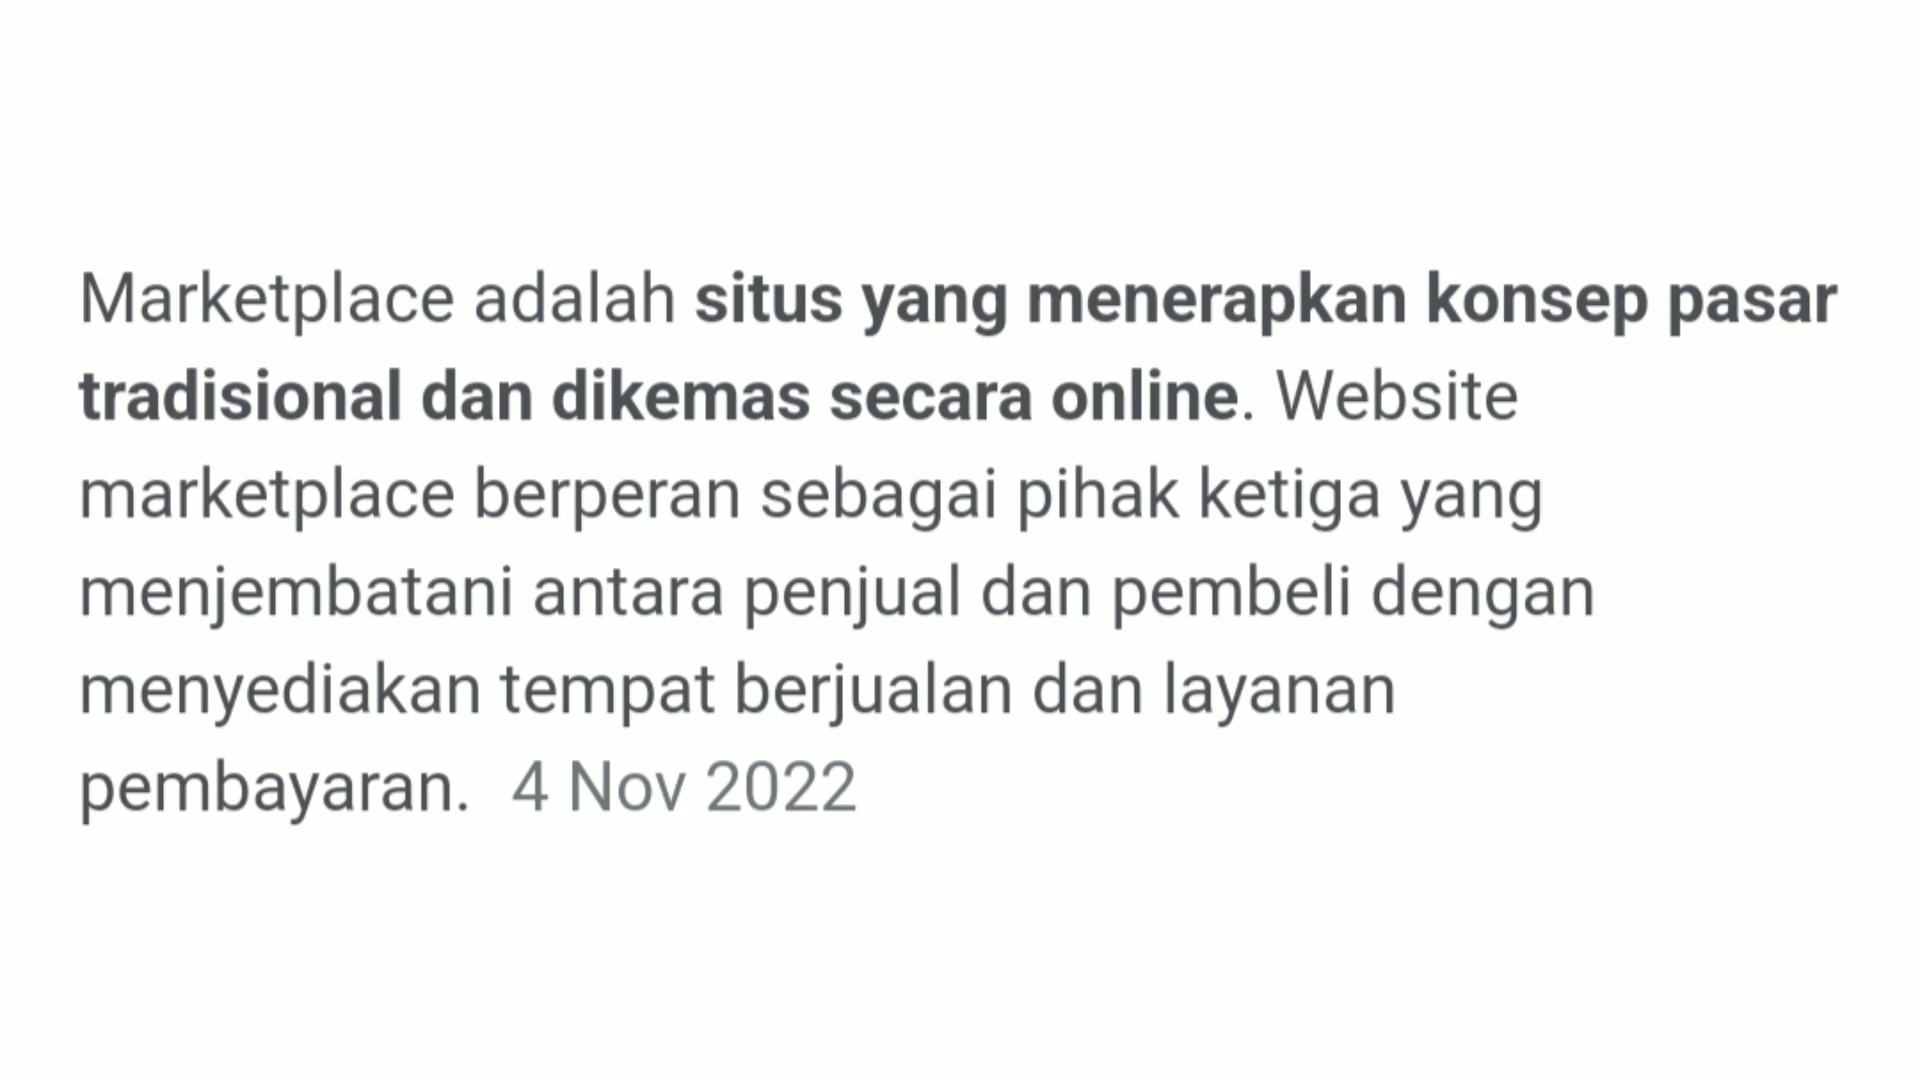 Marketplace adalah situs yang menerapkan konsep pasar
tradisional dan dikemas secara online. Website
marketplace berperan sebagai pihak ketiga yang
menjembatani antara penjual dan pembeli dengan
menyediakan tempat berjualan dan layanan
pembayaran. 4 Nov 2022